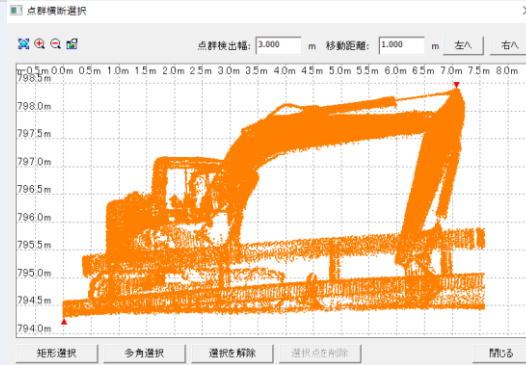 点群横断選択
点群検出幅: 3.000 m 移動距離: 1.000 m 左へ 右へ
-0.5m 0.0m 0.5m 1.0m 1.5m 2.0m 2.5m 3.0m 3.5m 4.0m 4.5m 5.0m 5.5m 6.0m 6.5m 7.0m 7.5m 8.0m
798.5m
798.0m
797.5m
797.0m
796.5m
796.0m
795.5m
795.0m
794.5m
794.0m
矩形選択 多角選択 選択を解除 選択点を削除 閉じる